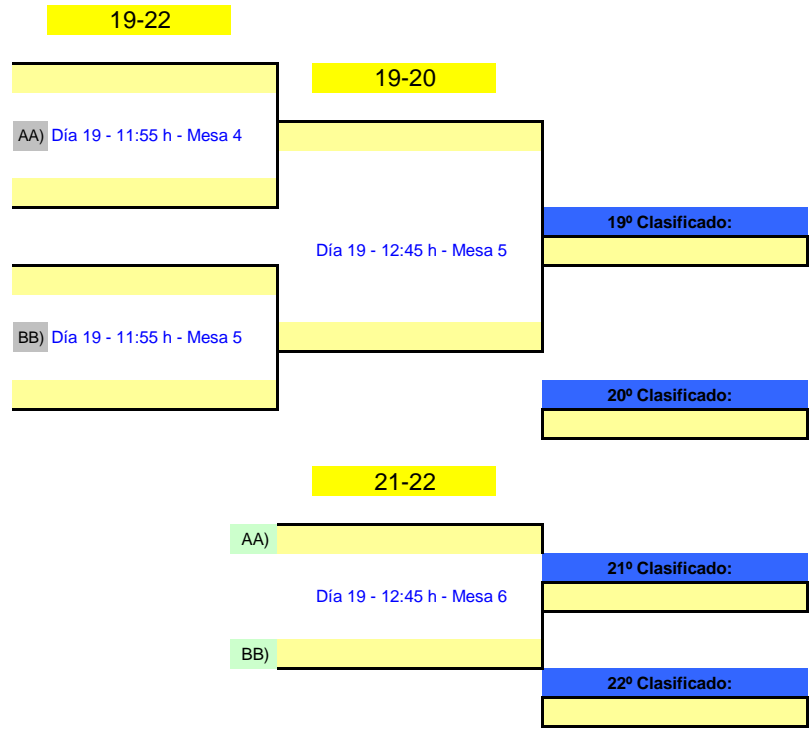 19-22
19-20
AA) Día 19 - 11:55 h - Mesa 4
19º Clasificado:
Día 19 - 12:45 h - Mesa 5
BB) Día 19 - 11:55 h - Mesa 5
20º Clasificado:
21-22
AA)
21º Clasificado:
Día 19 - 12:45 h - Mesa 6
BB)
22º Clasificado: